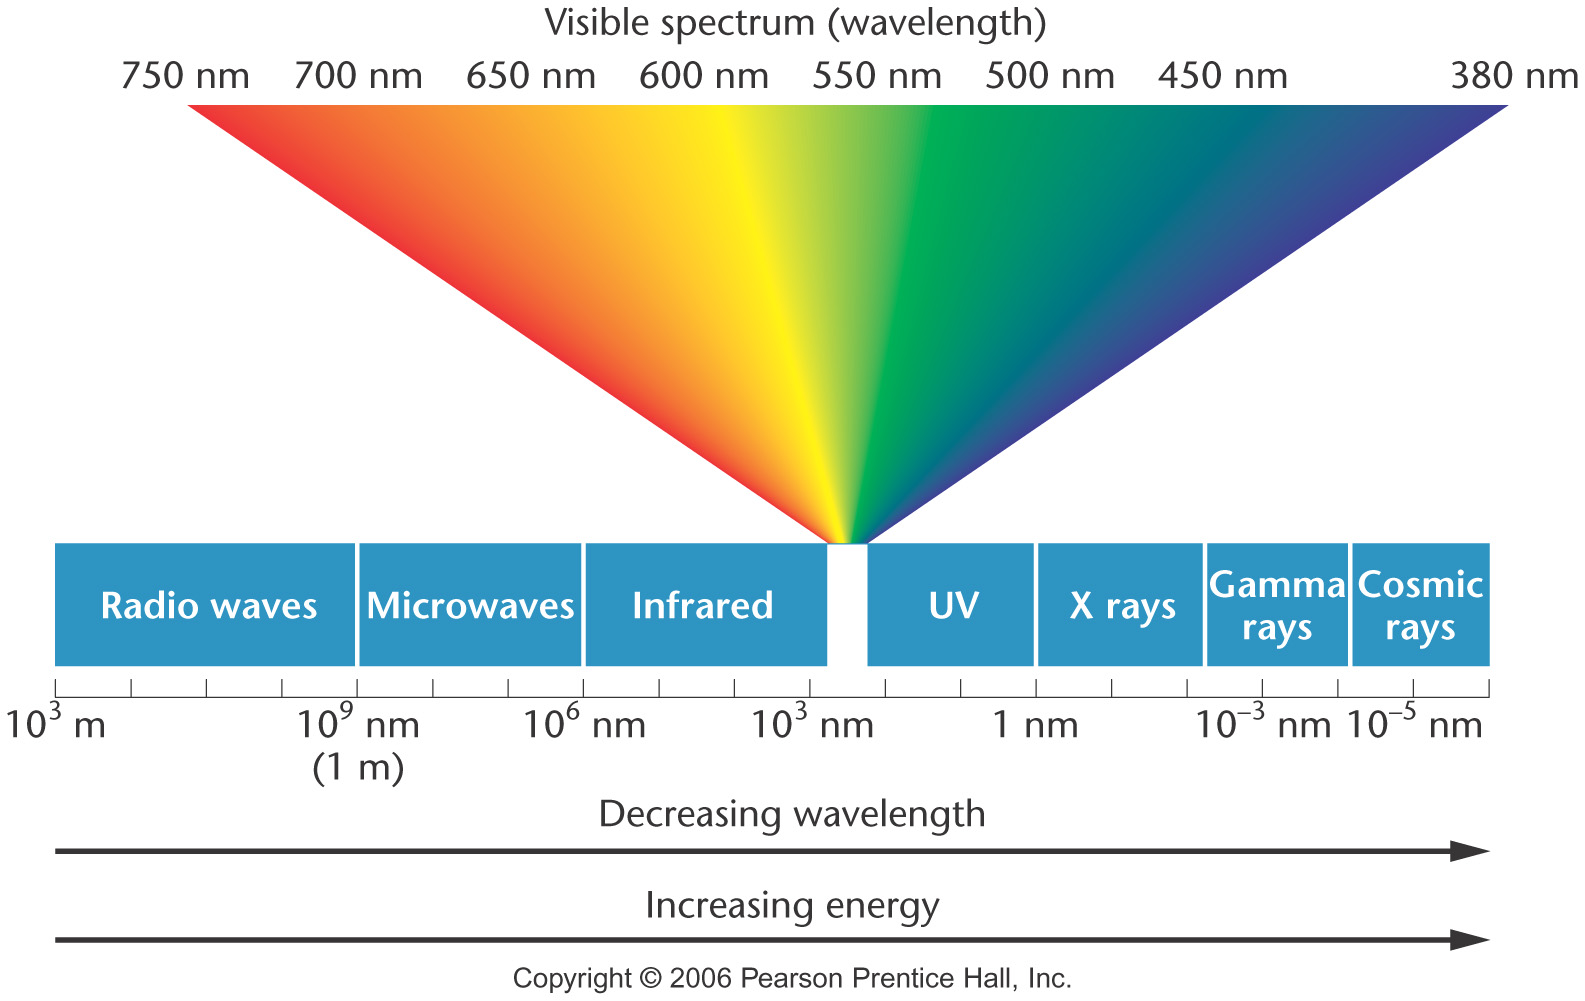 Visible spectrum (wavelength)
750 nm 700 nm 650 nm 600 nm 550 nm 500 nm 450 nm 380 nm
Radio waves Microwaves Infrared UV X rays Gamma rays Cosmic rays
10³ m 10⁹ nm (1 m) 10⁶ nm 10³ nm 1 nm 10⁻³ nm 10⁻⁵ nm
Decreasing wavelength
Increasing energy
Copyright © 2006 Pearson Prentice Hall, Inc.